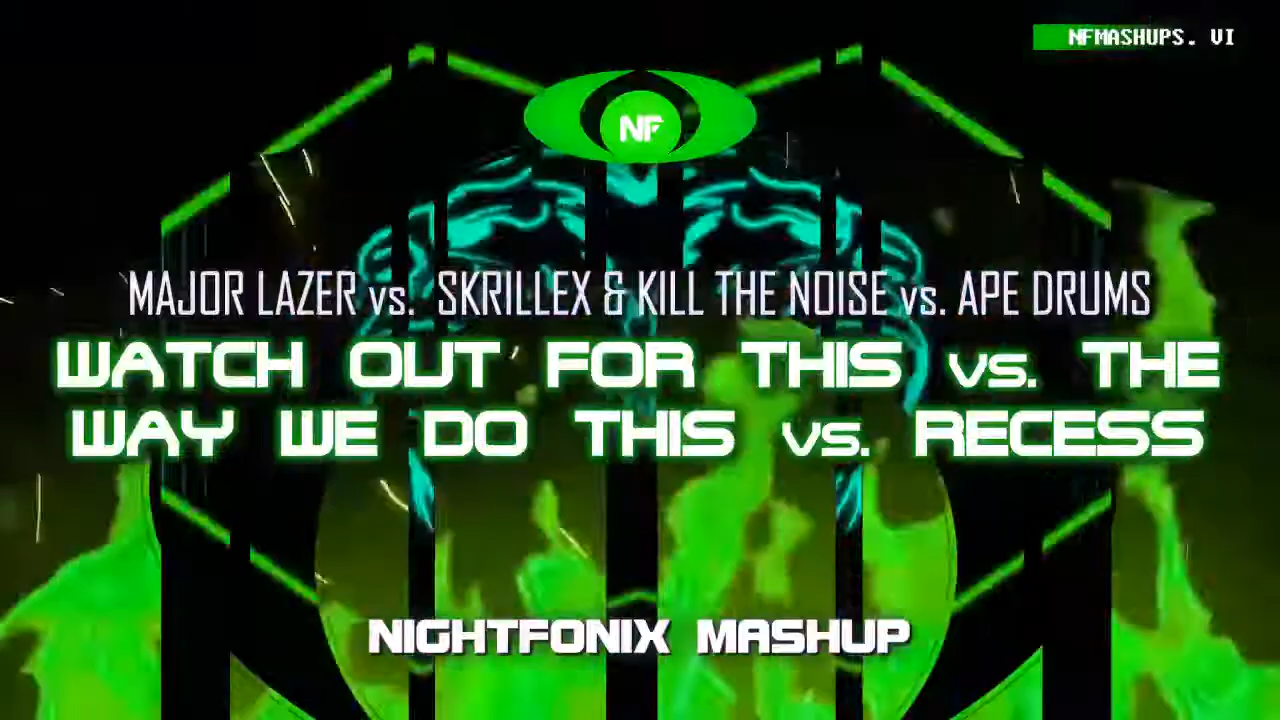 NFMASHUPS. VI
NF
MAJOR LAZER vs. SKRILLEX & KILL THE NOISE vs. APE DRUMS
WATCH OUT FOR THIS vs. THE
WAY WE DO THIS vs. RECESS
NIGHTFONIX MASHUP